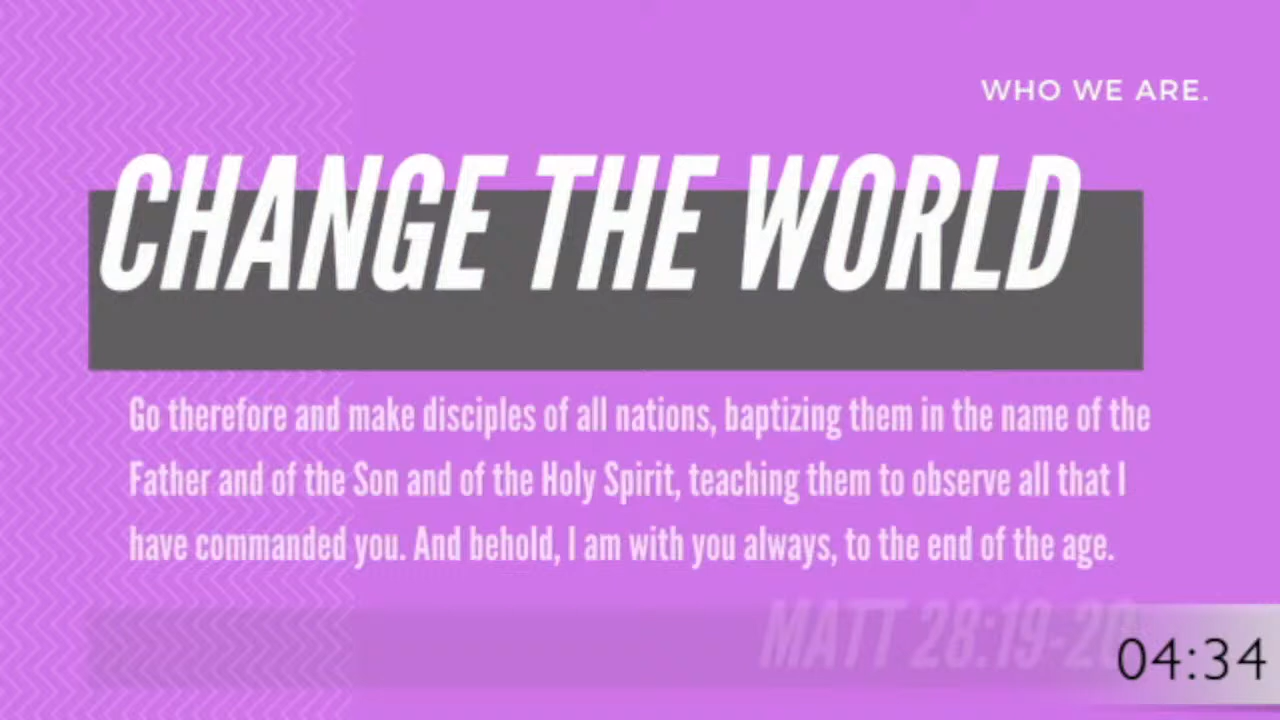 WHO WE ARE.
CHANGE THE WORLD
Go therefore and make disciples of all nations, baptizing them in the name of the
Father and of the Son and of the Holy Spirit, teaching them to observe all that I
have commanded you. And behold, I am with you always, to the end of the age.
MATT 28:19-20
04:34